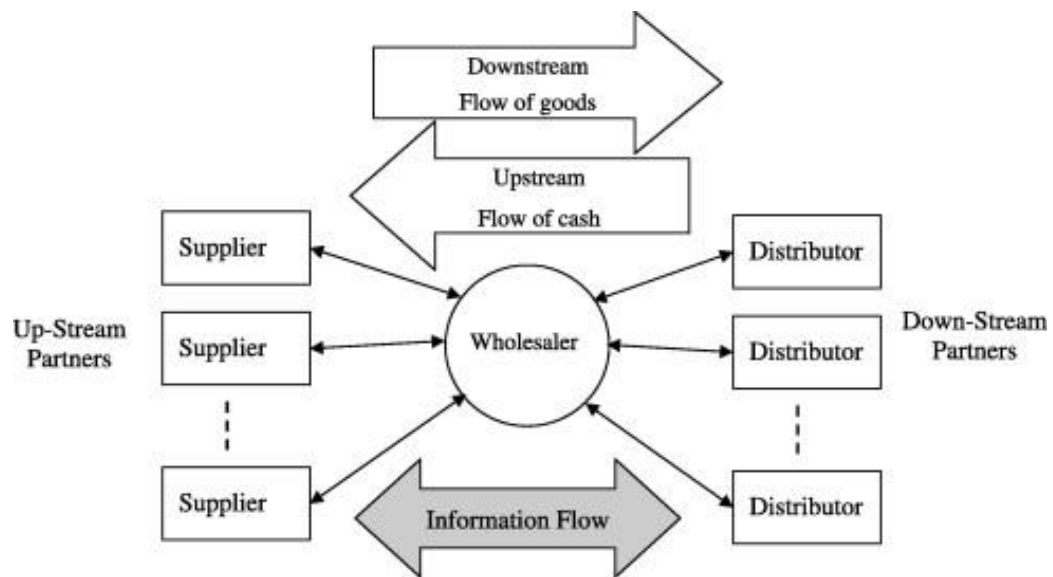 Downstream
Flow of goods
Upstream
Flow of cash
Supplier
Distributor
Up-Stream
Partners
Supplier
Wholesaler
Distributor
Down-Stream
Partners
Supplier
Information Flow
Distributor